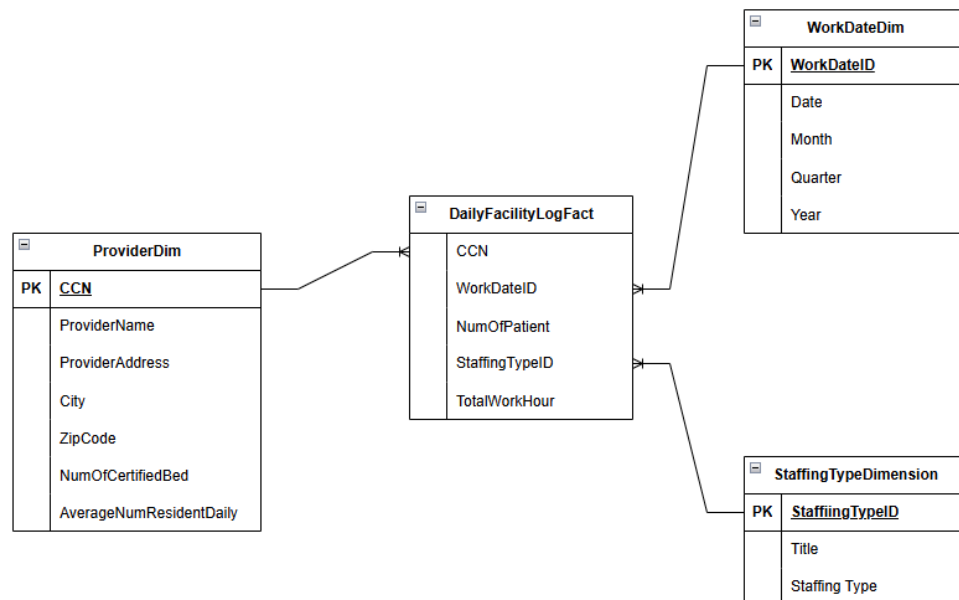 WorkDateDim
PK WorkDateID
Date
Month
Quarter
Year
DailyFacilityLogFact
CCN
WorkDateID
NumOfPatient
StaffingTypeID
TotalWorkHour
ProviderDim
PK CCN
ProviderName
ProviderAddress
City
ZipCode
NumOfCertifiedBed
AverageNumResidentDaily
StaffingTypeDimension
PK StaffiingTypeID
Title
Staffing Type